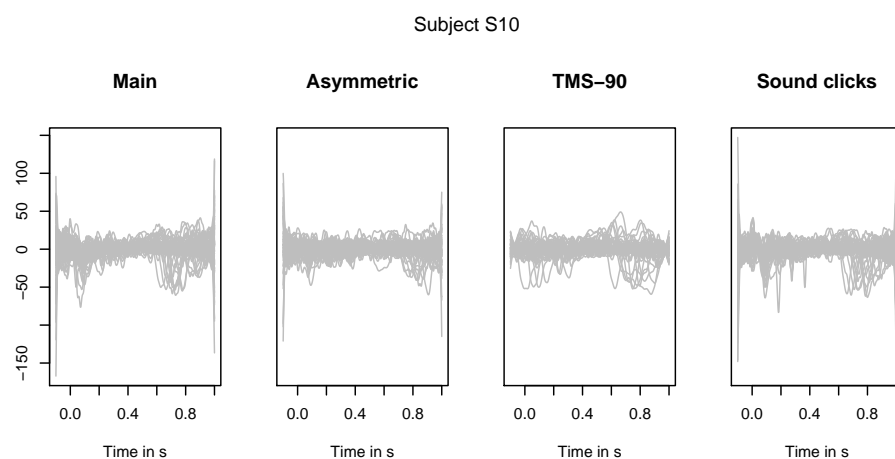 Subject S10
Main
Asymmetric
TMS−90
Sound clicks
100
50
0
−50
−150
0.0 0.4 0.8
0.0 0.4 0.8
0.0 0.4 0.8
0.0 0.4 0.8
Time in s
Time in s
Time in s
Time in s